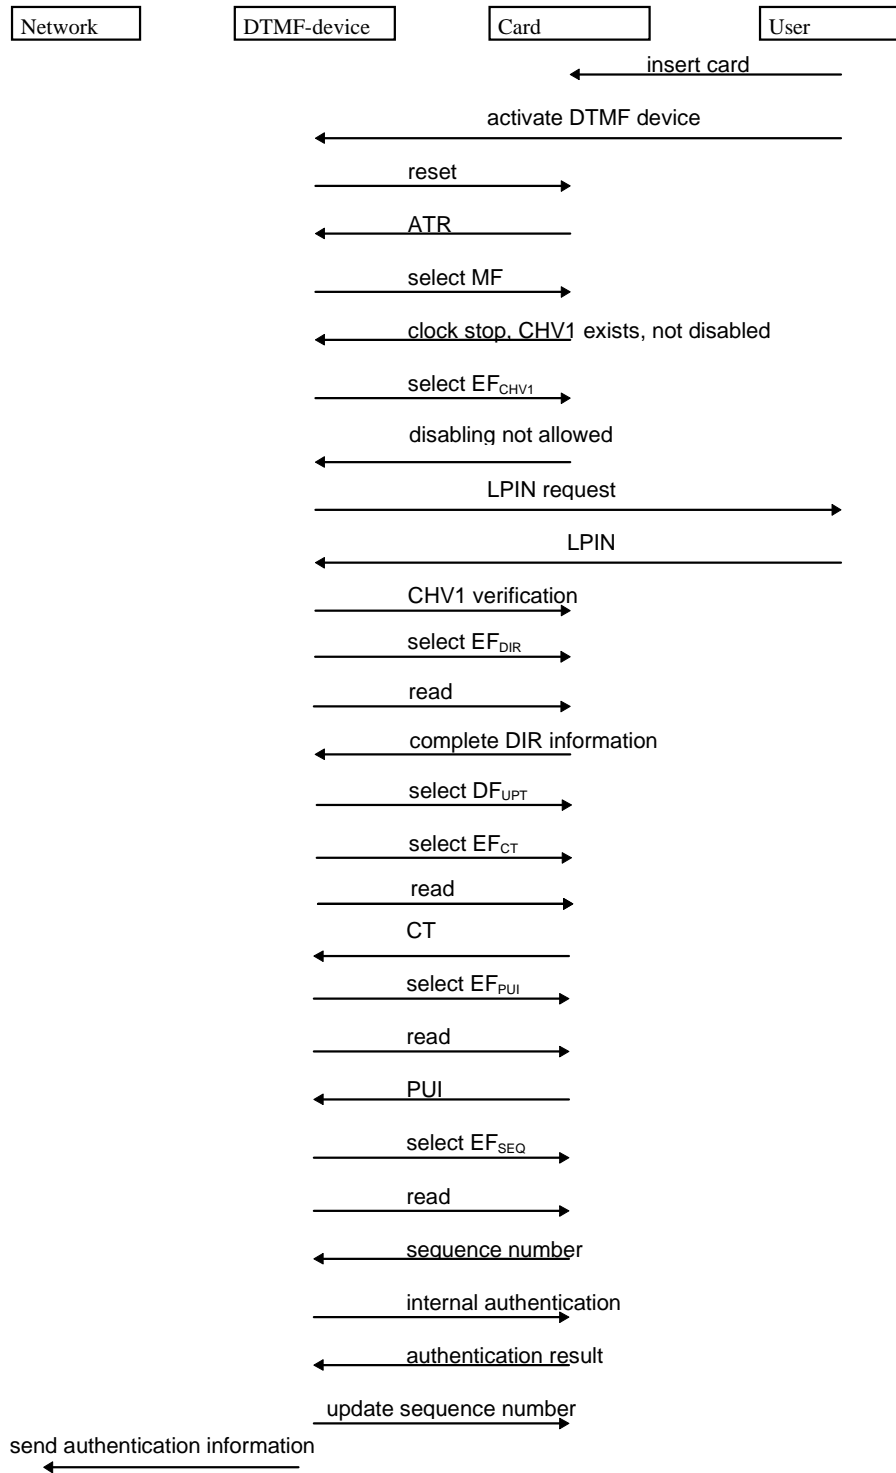 Network DTMF-device Card User
insert card
activate DTMF device
reset
ATR
select MF
clock stop, CHV1 exists, not disabled
select EFCHV1
disabling not allowed
LPIN request
LPIN
CHV1 verification
select EFDIR
read
complete DIR information
select DFUPT
select EFCT
read
CT
select EFPUI
read
PUI
select EFSEQ
read
sequence number
internal authentication
authentication result
update sequence number
send authentication information